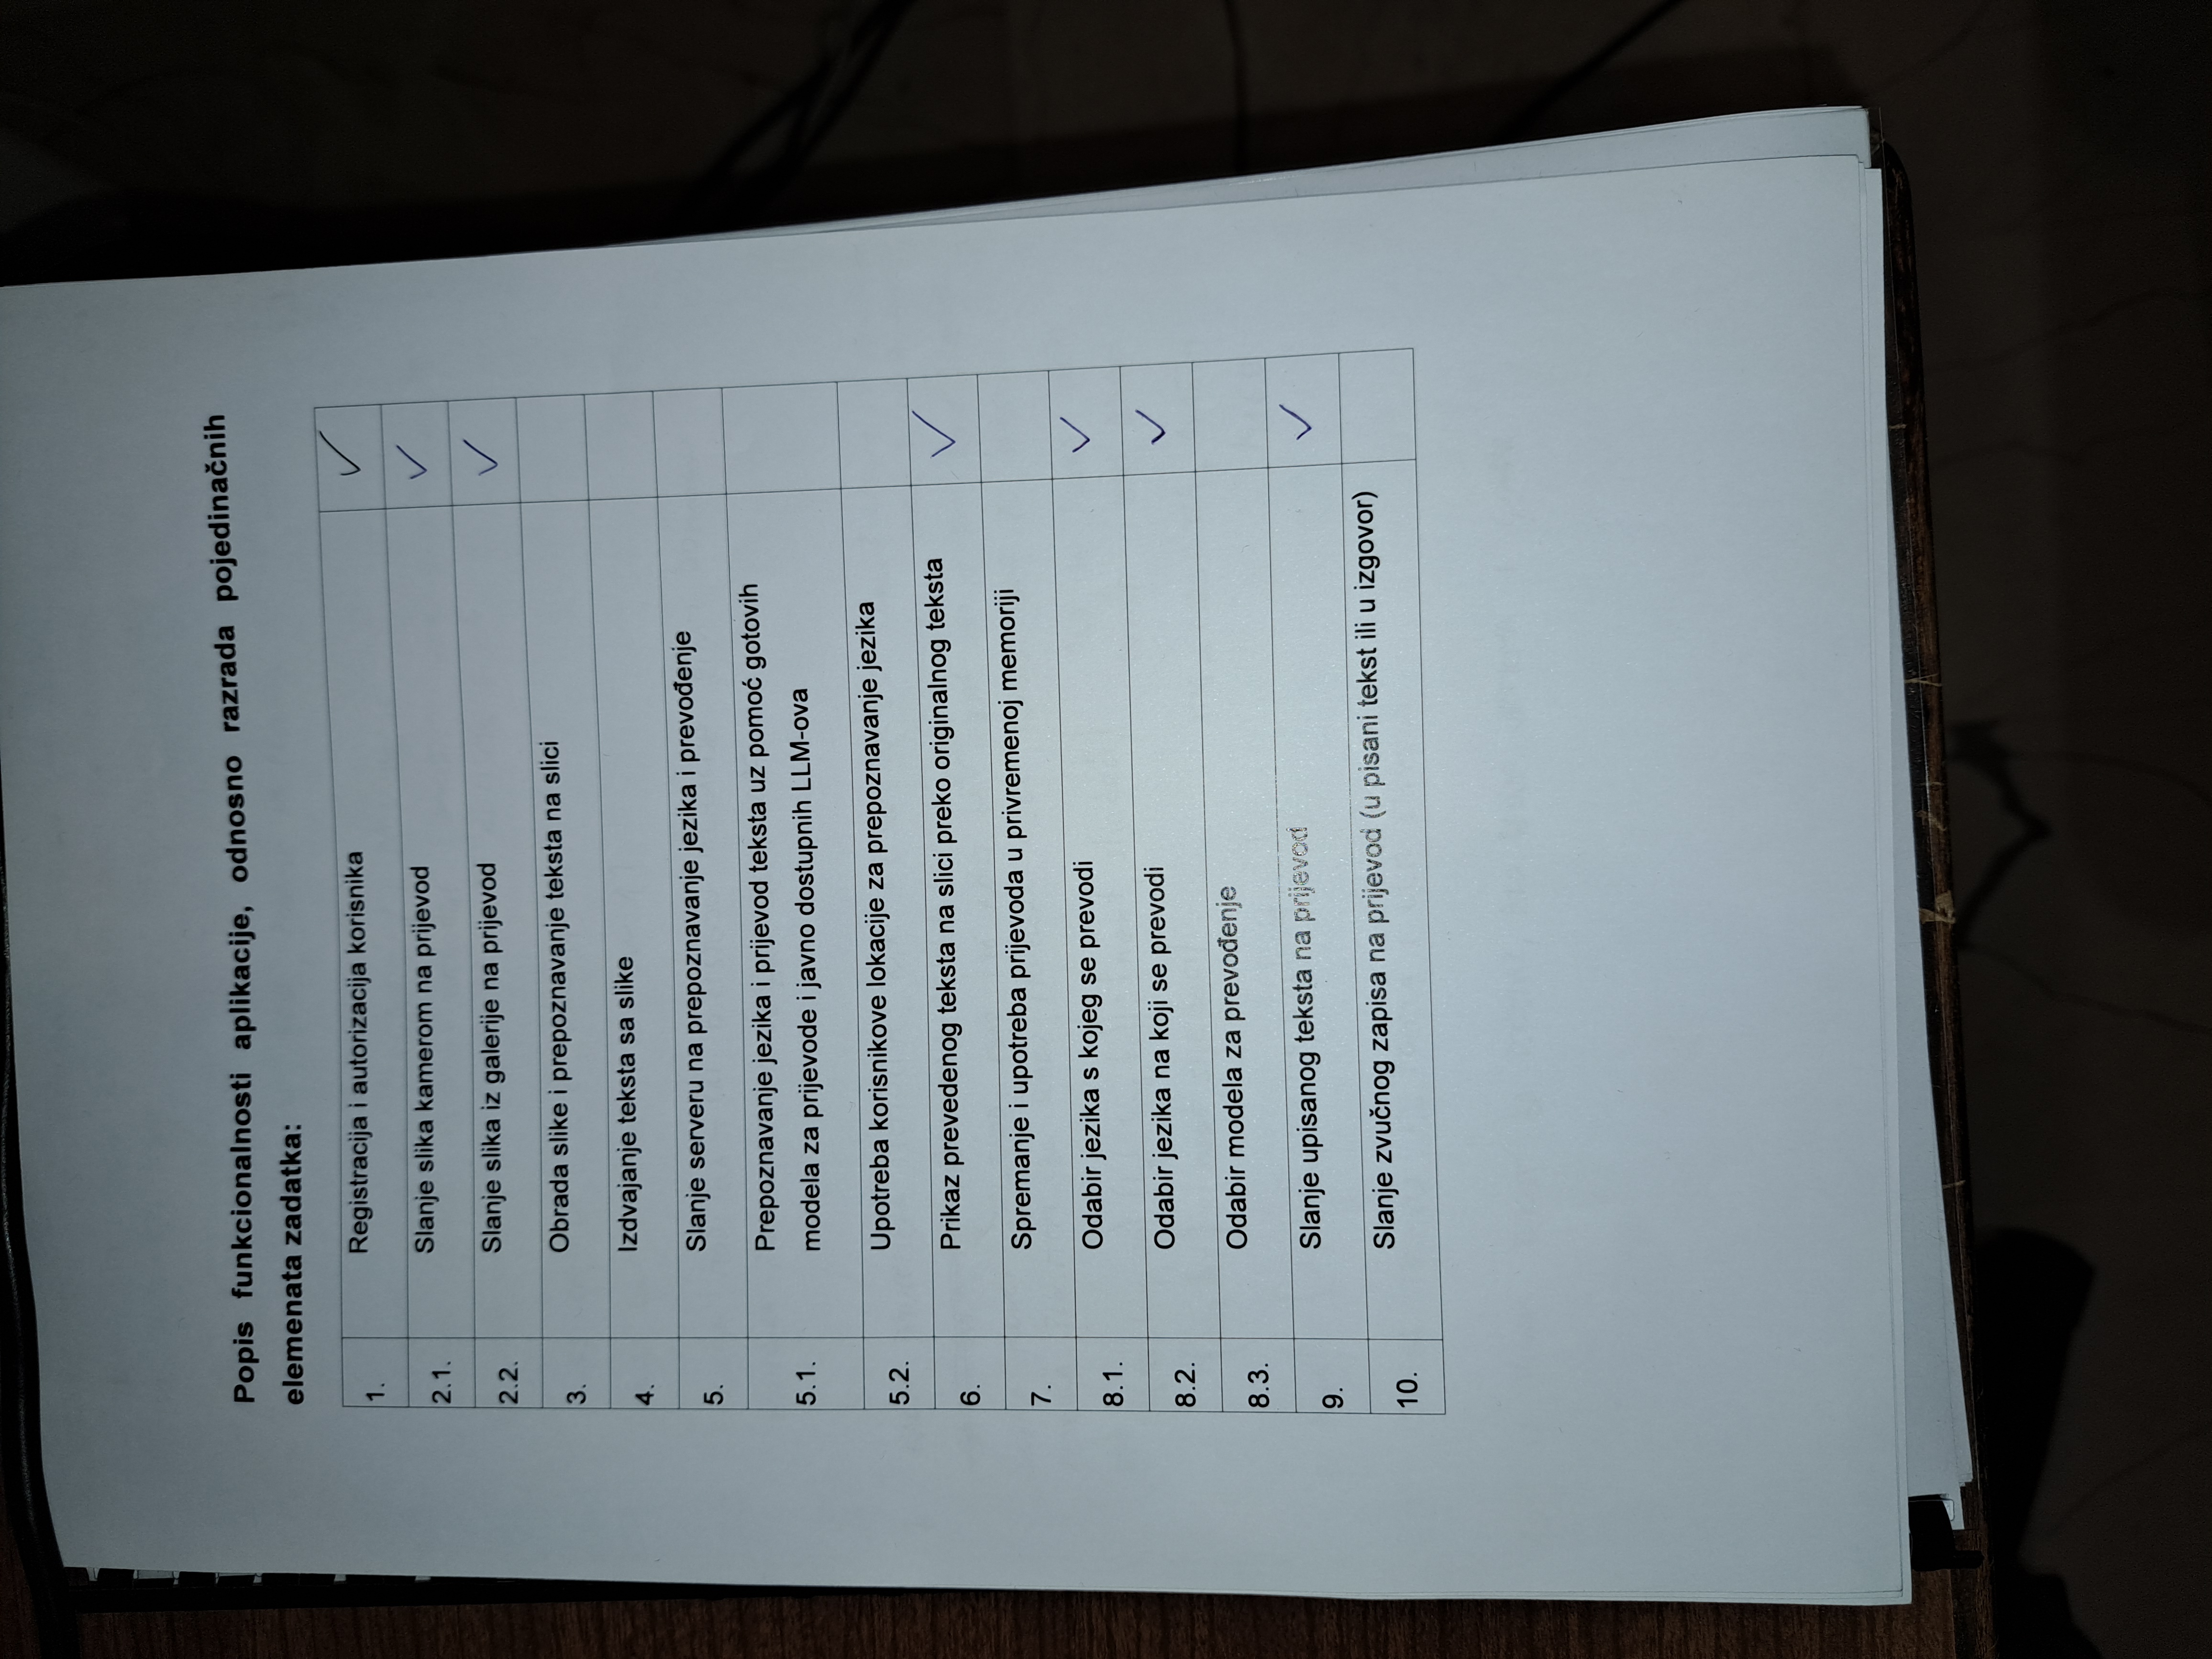 Popis funkcionalnosti aplikacije, odnosno razrada pojedinačnih
elemenata zadatka:
1. Registracija i autorizacija korisnika ✓
2.1. Slanje slika kamerom na prijevod ✓
2.2. Slanje slika iz galerije na prijevod ✓
3. Obrada slike i prepoznavanje teksta na slici
4. Izdvajanje teksta sa slike
5. Slanje serveru na prepoznavanje jezika i prevođenje
5.1. Prepoznavanje jezika i prijevod teksta uz pomoć gotovih
modela za prijevode i javno dostupnih LLM-ova
5.2. Upotreba korisnikove lokacije za prepoznavanje jezika
6. Prikaz prevedenog teksta na slici preko originalnog teksta ✓
7. Spremanje i upotreba prijevoda u privremenoj memoriji
8.1. Odabir jezika s kojeg se prevodi ✓
8.2. Odabir jezika na koji se prevodi ✓
8.3. Odabir modela za prevođenje
9. Slanje upisanog teksta na prijevod ✓
10. Slanje zvučnog zapisa na prijevod (u pisani tekst ili u izgovor)